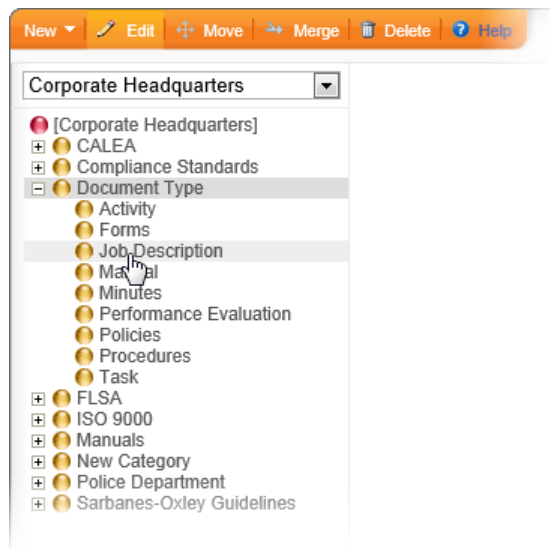 New Edit Move Merge Delete Help
Corporate Headquarters
[Corporate Headquarters]
CALEA
Compliance Standards
Document Type
Activity
Forms
Job Description
Manual
Minutes
Performance Evaluation
Policies
Procedures
Task
FLSA
ISO 9000
Manuals
New Category
Police Department
Sarbanes-Oxley Guidelines